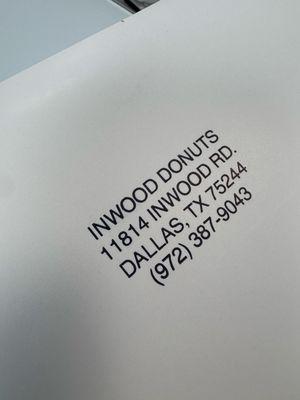 INWOOD DONUTS
11814 INWOOD RD.
DALLAS, TX 75244
(972) 387-9043